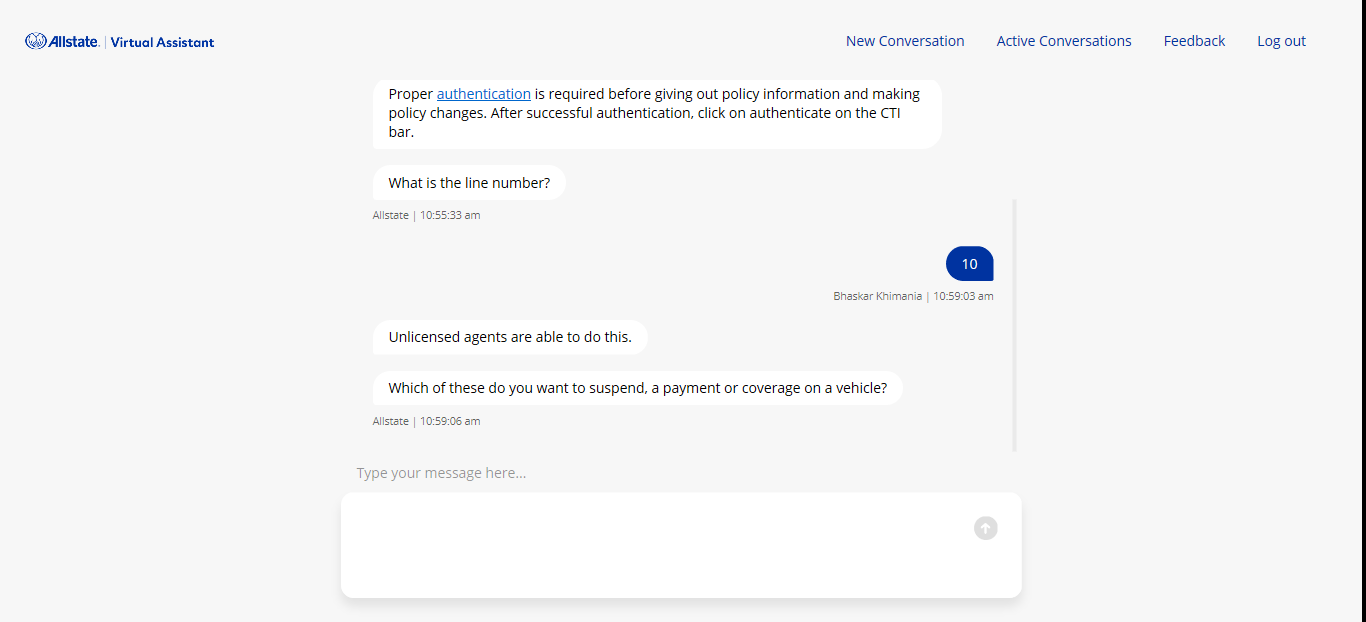 Allstate. | Virtual Assistant
New Conversation Active Conversations Feedback Log out
Proper authentication is required before giving out policy information and making
policy changes. After successful authentication, click on authenticate on the CTI
bar.
What is the line number?
Allstate | 10:55:33 am
10
Bhaskar Khimania | 10:59:03 am
Unlicensed agents are able to do this.
Which of these do you want to suspend, a payment or coverage on a vehicle?
Allstate | 10:59:06 am
Type your message here...